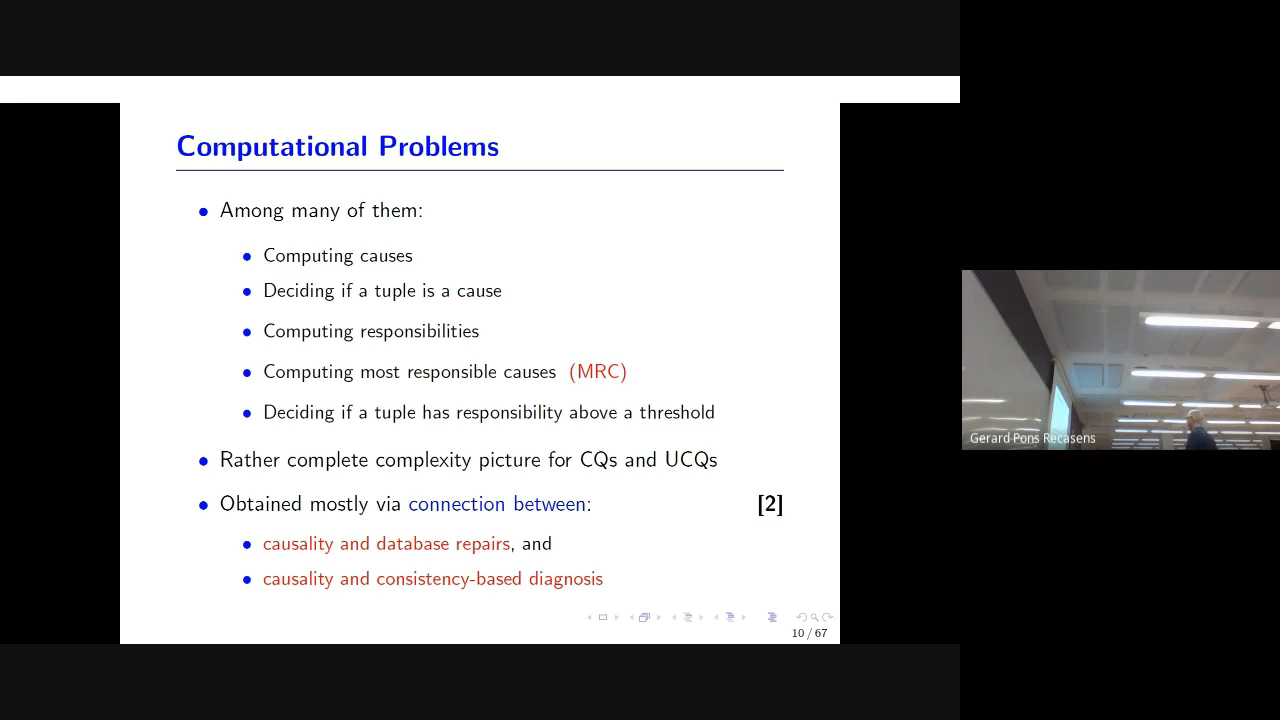 Computational Problems
• Among many of them:
• Computing causes
• Deciding if a tuple is a cause
• Computing responsibilities
• Computing most responsible causes (MRC)
• Deciding if a tuple has responsibility above a threshold
• Rather complete complexity picture for CQs and UCQs
• Obtained mostly via connection between: [2]
• causality and database repairs, and
• causality and consistency-based diagnosis
10 / 67
Gerard Pons Recasens